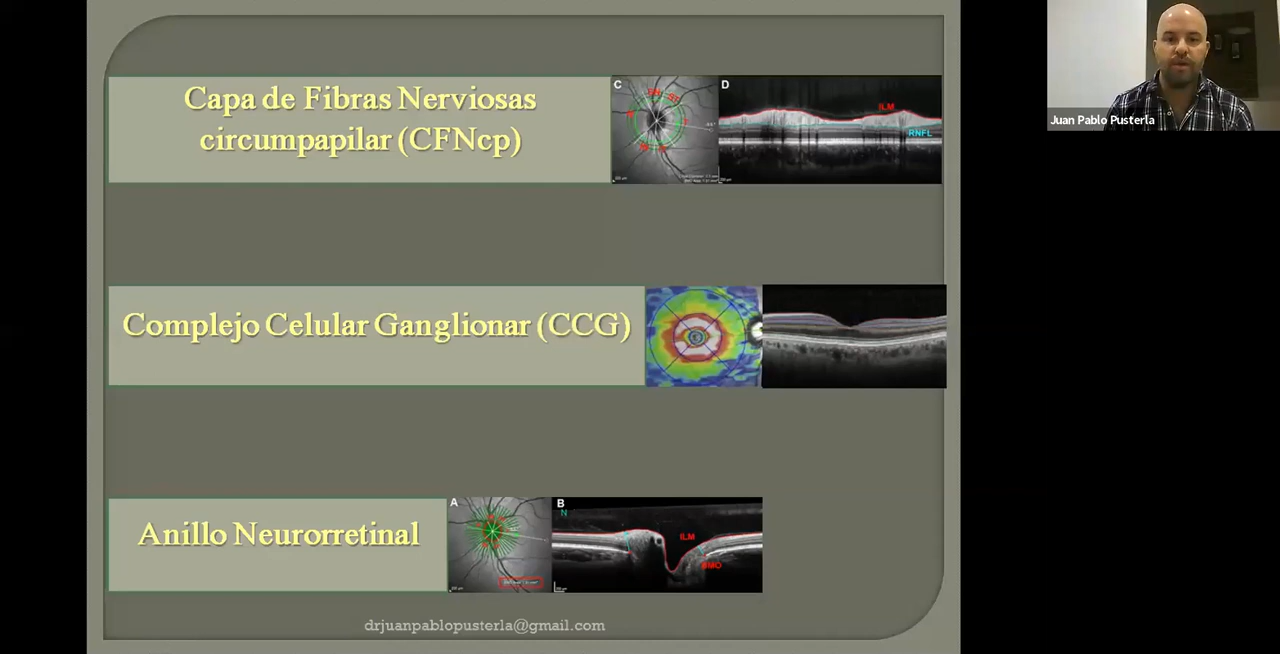 Capa de Fibras Nerviosas
circumpapilar (CFNcp)
C
D
ILM
RNFL
Juan Pablo Pusterla
Complejo Celular Ganglionar (CCG)
Anillo Neurorretinal
A
B
N
ILM
BMO
drjuanpablopusterla@gmail.com